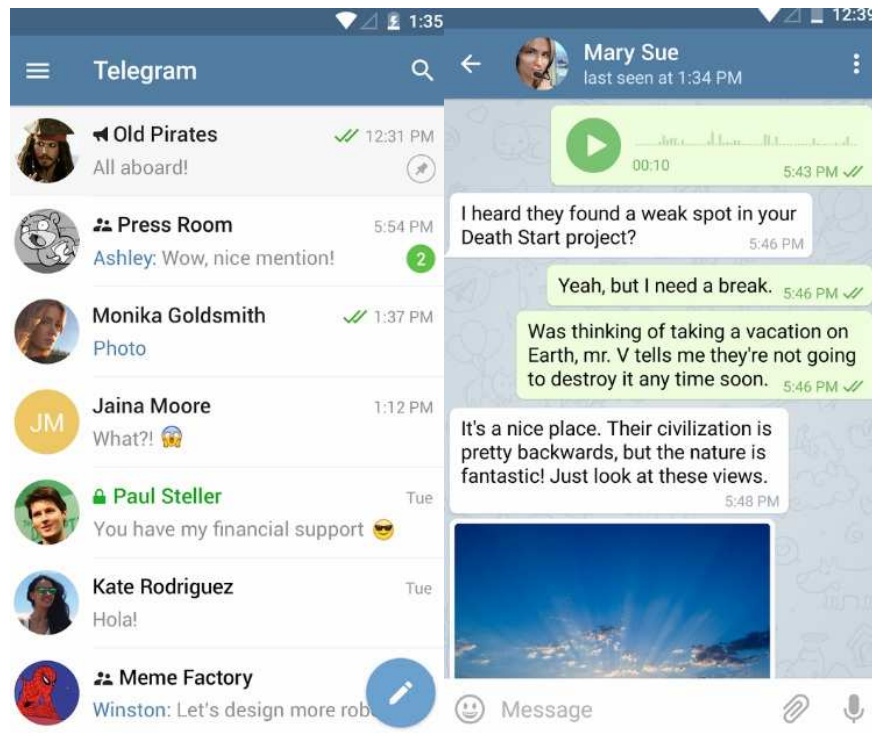 1:35
Telegram
Old Pirates 12:31 PM
All aboard!
Press Room 5:54 PM
Ashley: Wow, nice mention! 2
Monika Goldsmith 1:37 PM
Photo
JM
Jaina Moore 1:12 PM
What?! 😱
Paul Steller Tue
You have my financial support 😎
Kate Rodriguez Tue
Hola!
Meme Factory
Winston: Let's design more rob
12:39
Mary Sue
last seen at 1:34 PM
00:10 5:43 PM
I heard they found a weak spot in your
Death Start project? 5:46 PM
Yeah, but I need a break. 5:46 PM
Was thinking of taking a vacation on
Earth, mr. V tells me they're not going
to destroy it any time soon. 5:46 PM
It's a nice place. Their civilization is
pretty backwards, but the nature is
fantastic! Just look at these views.
5:48 PM
Message